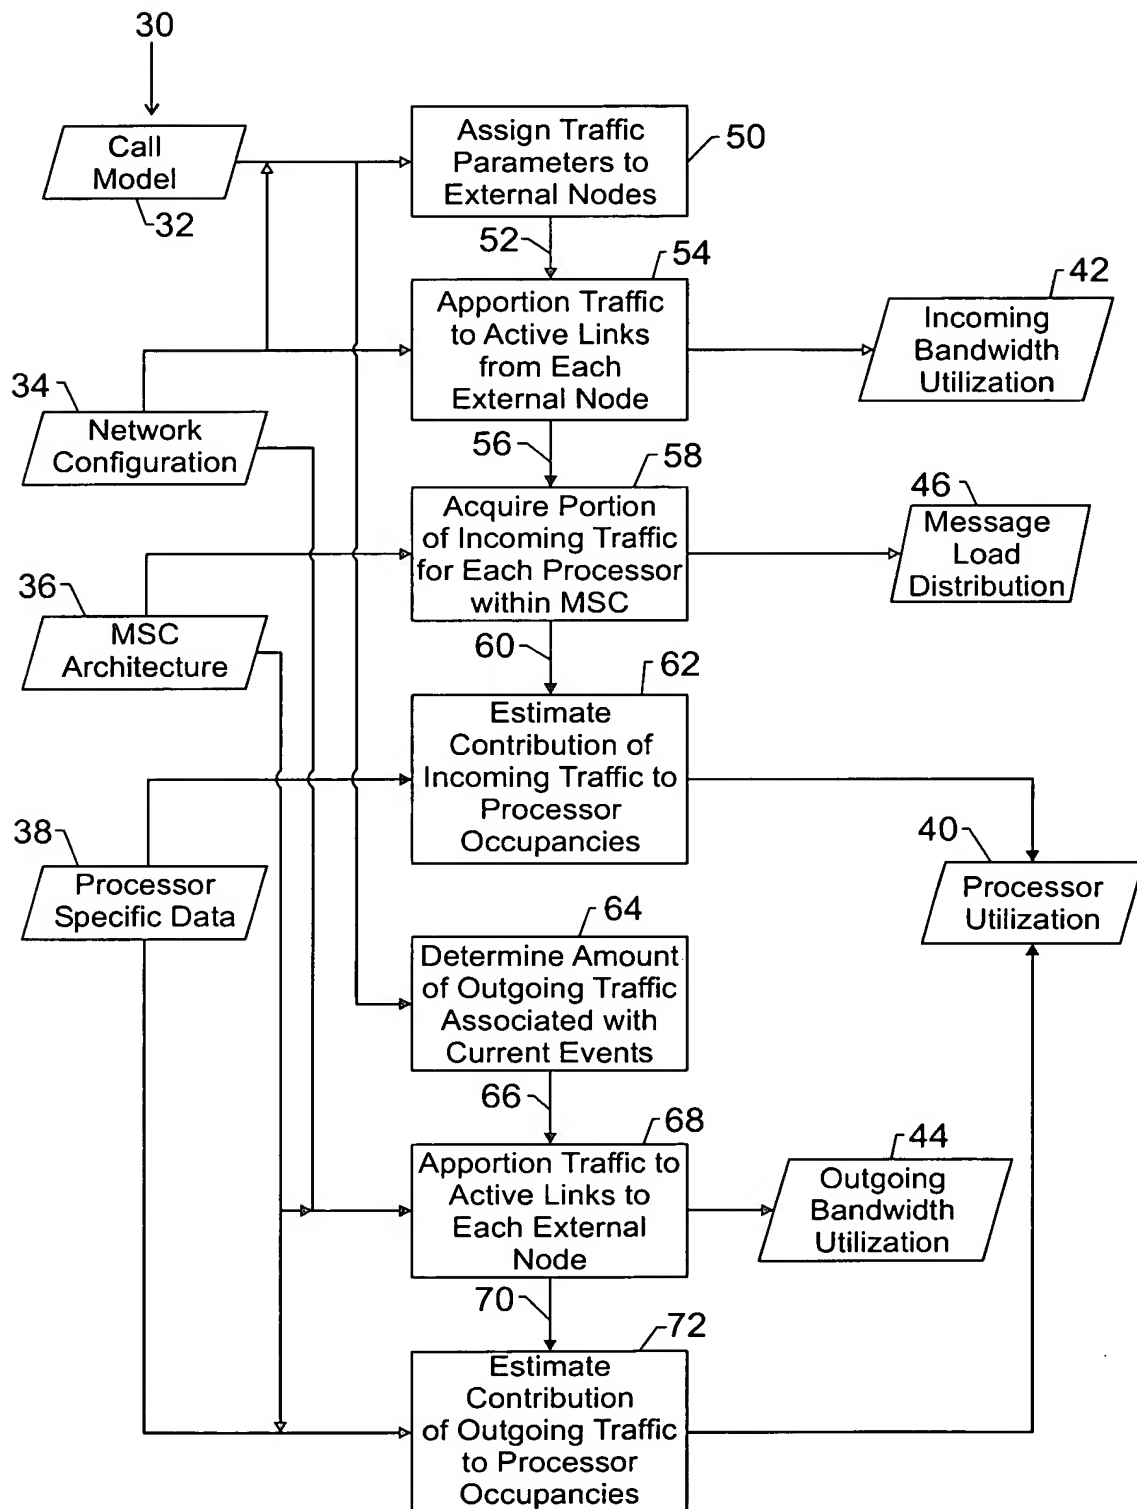 30
Call
Model
32
Assign Traffic
Parameters to
External Nodes
50
52
54
Apportion Traffic
to Active Links
from Each
External Node
42
Incoming
Bandwidth
Utilization
34
Network
Configuration
56
58
Acquire Portion
of Incoming Traffic
for Each Processor
within MSC
46
Message
Load
Distribution
36
MSC
Architecture
60
62
Estimate
Contribution of
Incoming Traffic to
Processor
Occupancies
38
Processor
Specific Data
40
Processor
Utilization
64
Determine Amount
of Outgoing Traffic
Associated with
Current Events
66
68
Apportion Traffic to
Active Links to
Each External
Node
44
Outgoing
Bandwidth
Utilization
70
72
Estimate
Contribution
of Outgoing Traffic
to Processor
Occupancies